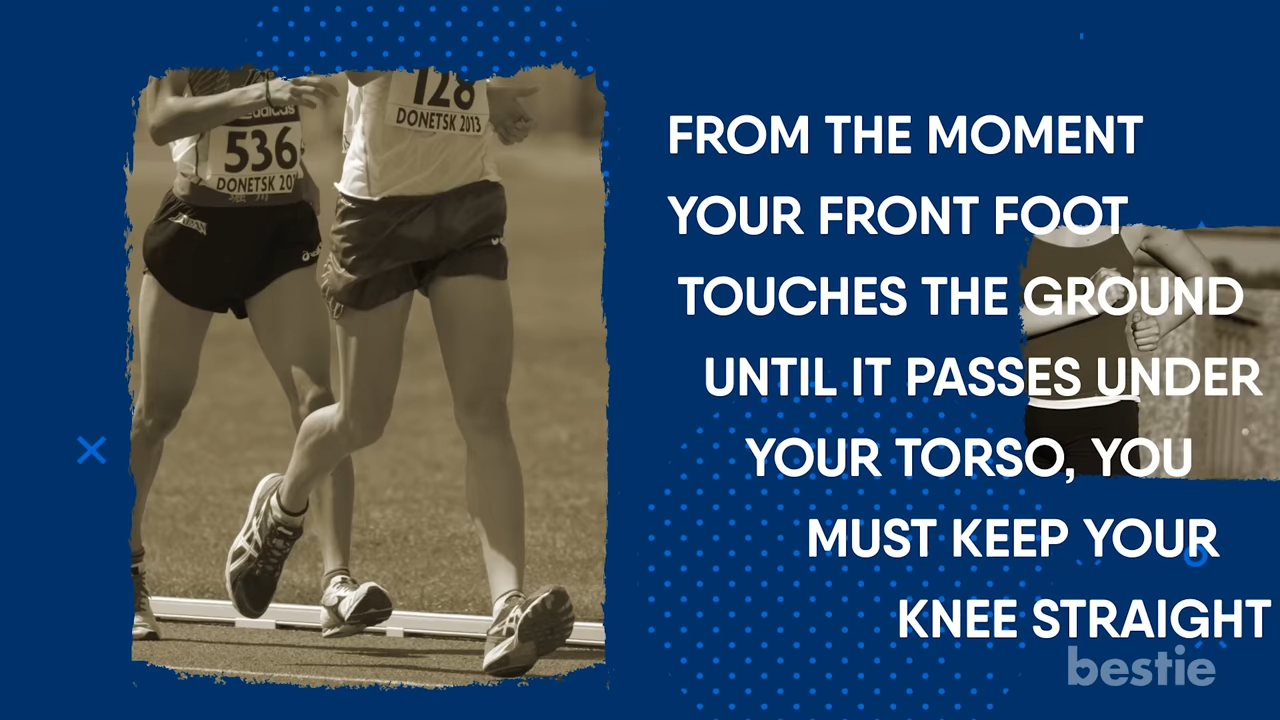 128
DONETSK 2013
adidas
536
DONETSK 20
FROM THE MOMENT
YOUR FRONT FOOT
TOUCHES THE GROUND
UNTIL IT PASSES UNDER
YOUR TORSO, YOU
MUST KEEP YOUR
KNEE STRAIGHT
bestie